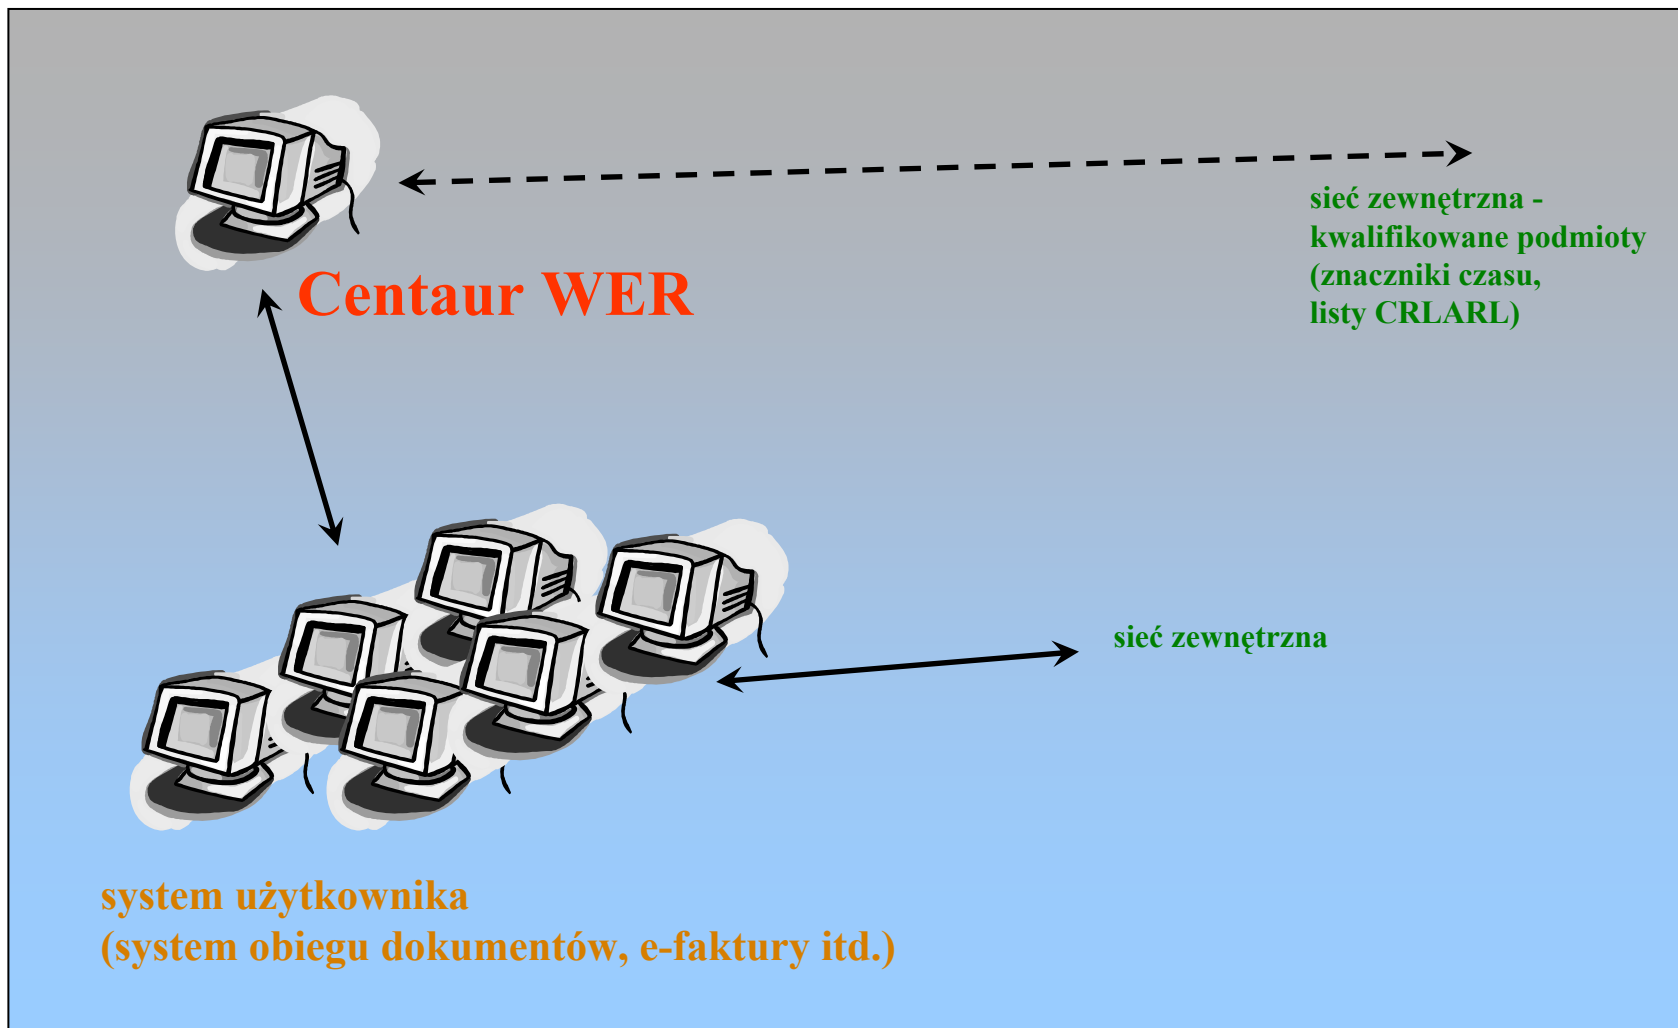 sieć zewnętrzna -
kwalifikowane podmioty
(znaczniki czasu,
listy CRLARL)
Centaur WER
sieć zewnętrzna
system użytkownika
(system obiegu dokumentów, e-faktury itd.)